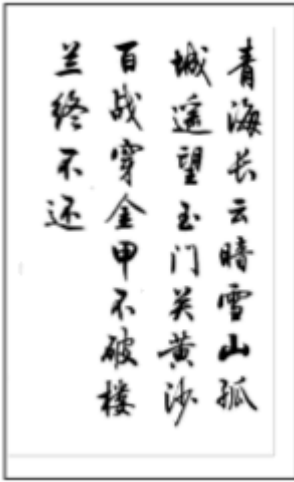 青海长云暗雪山孤
城遥望玉门关黄沙
百战穿金甲不破楼
兰终不还